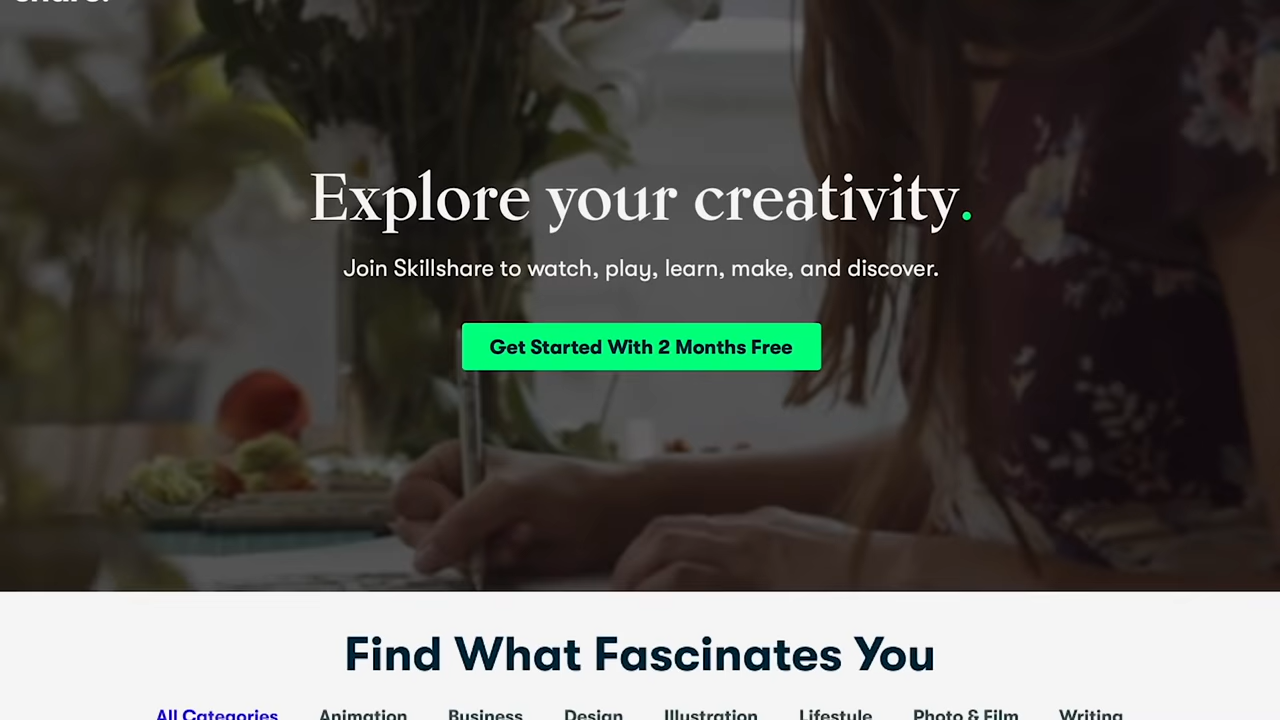 share.
Explore your creativity.
Join Skillshare to watch, play, learn, make, and discover.
Get Started With 2 Months Free
Find What Fascinates You
All Categories Animation Business Design Illustration Lifestyle Photo & Film Writing